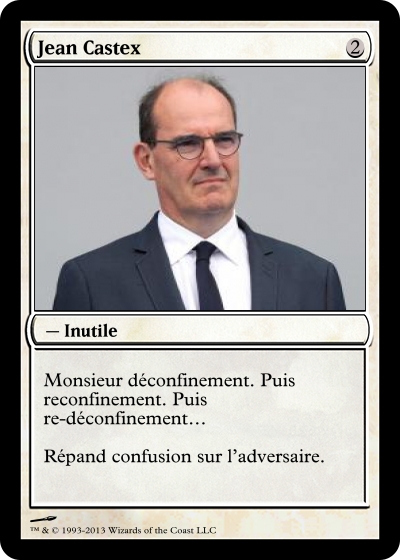 Jean Castex 2
— Inutile
Monsieur déconfinement. Puis
reconfinement. Puis
re-déconfinement…
Répand confusion sur l’adversaire.
™ & © 1993-2013 Wizards of the Coast LLC